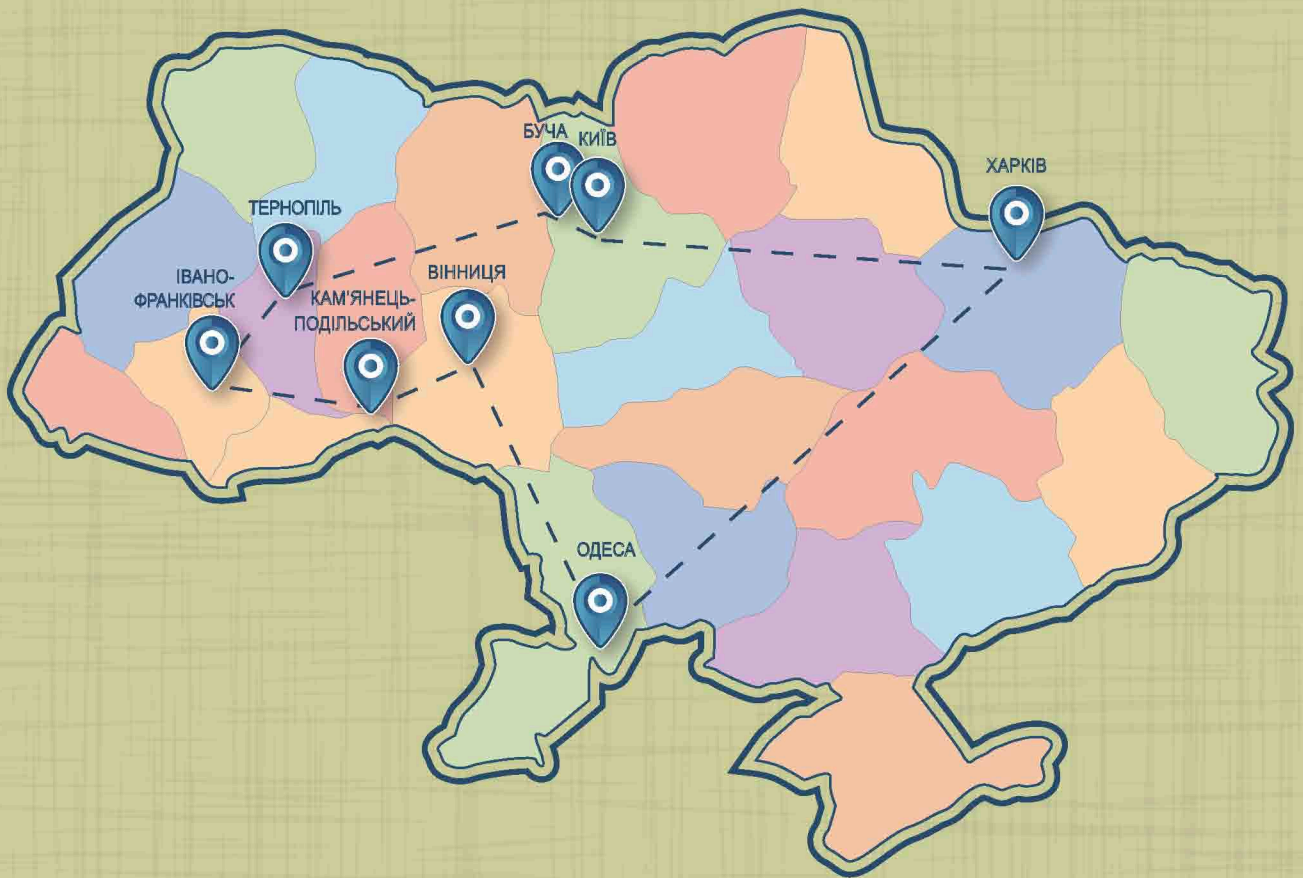 БУЧА
КИЇВ
ХАРКІВ
ТЕРНОПІЛЬ
ІВАНО-
ФРАНКІВСЬК
КАМ'ЯНЕЦЬ-
ПОДІЛЬСЬКИЙ
ВІННИЦЯ
ОДЕСА